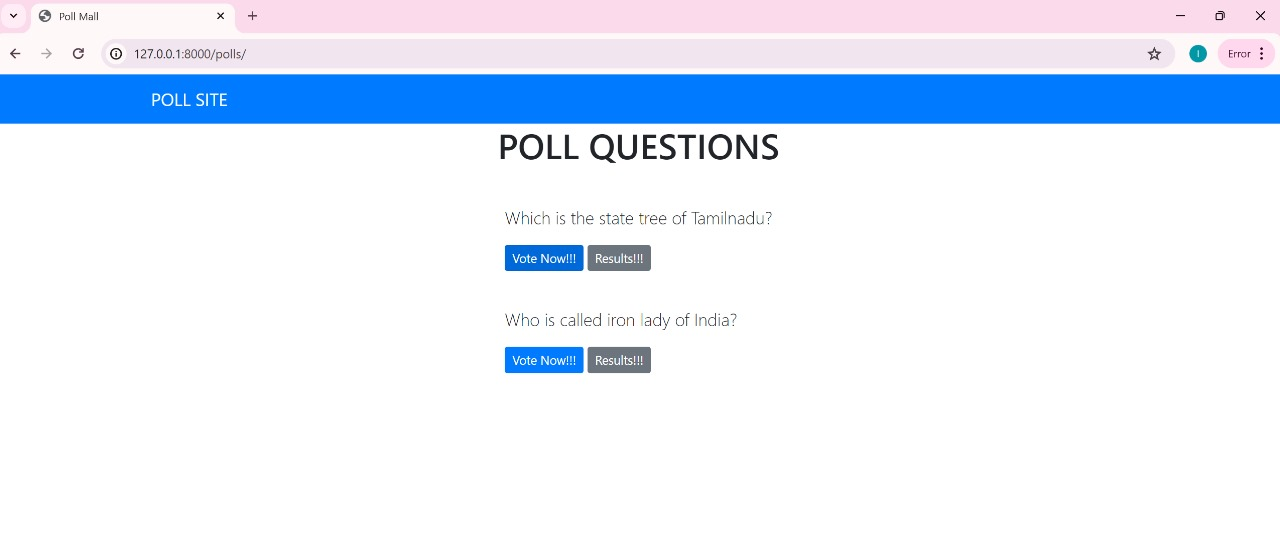 Poll Mall
127.0.0.1:8000/polls/
Error
POLL SITE
POLL QUESTIONS
Which is the state tree of Tamilnadu?
Vote Now!!! Results!!!
Who is called iron lady of India?
Vote Now!!! Results!!!